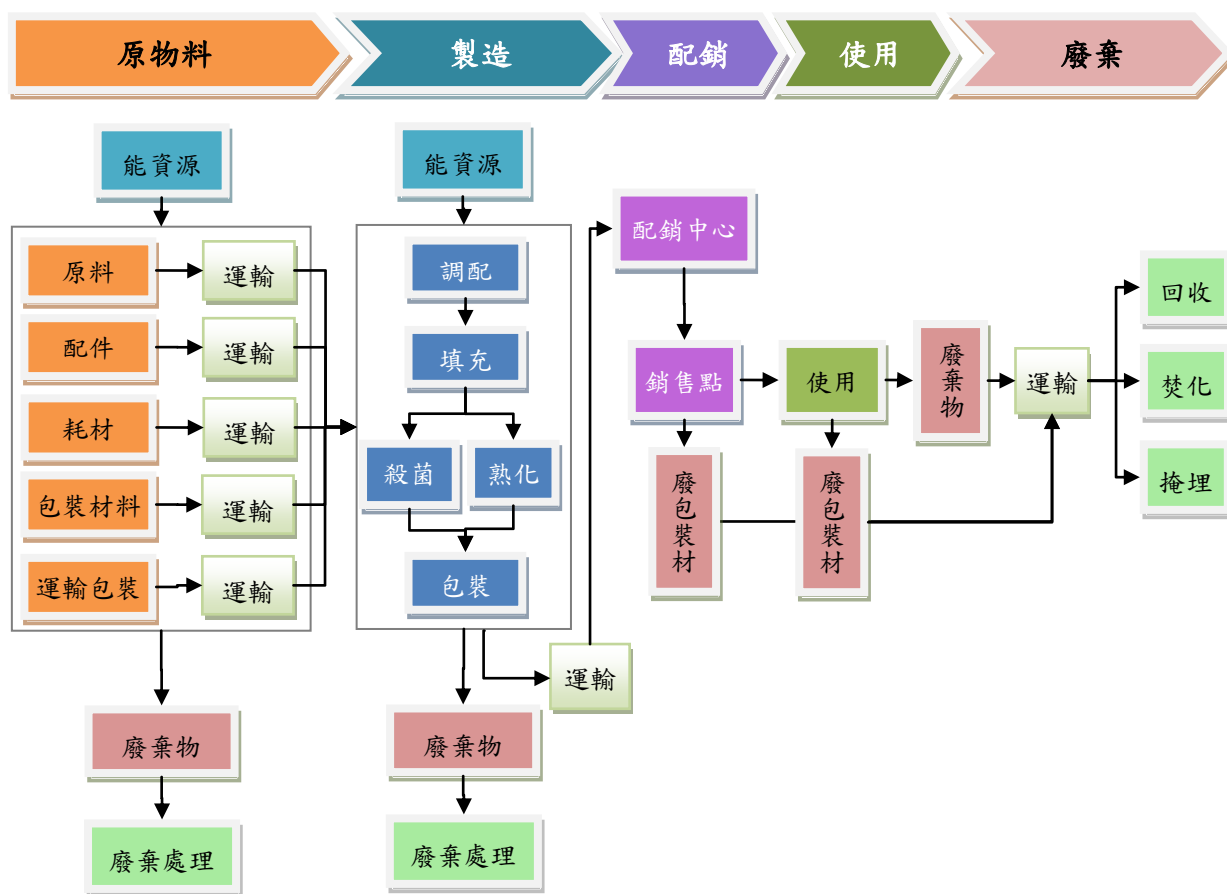 原物料
製造
配銷
使用
廢棄
能資源
原料
運輸
配件
運輸
耗材
運輸
包裝材料
運輸
運輸包裝
運輸
廢棄物
廢棄處理
能資源
調配
填充
殺菌
熟化
包裝
廢棄物
廢棄處理
運輸
配銷中心
銷售點
廢包裝材
使用
廢包裝材
廢棄物
運輸
回收
焚化
掩埋